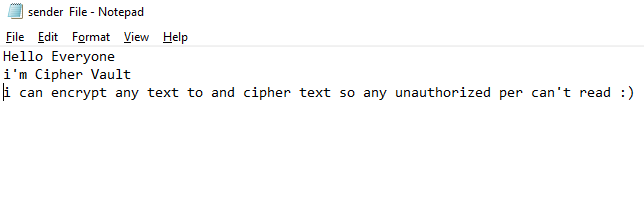 sender File - Notepad
File Edit Format View Help
Hello Everyone
i'm Cipher Vault
i can encrypt any text to and cipher text so any unauthorized per can't read :)